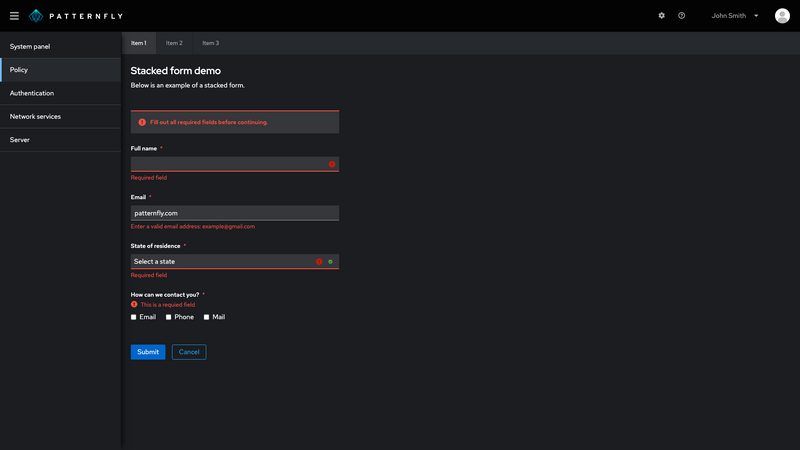 PATTERNFLY
John Smith
System panel
Policy
Authentication
Network services
Server
Item 1
Item 2
Item 3
Stacked form demo
Below is an example of a stacked form.
Fill out all required fields before continuing.
Full name *
Required field
Email *
patternfly.com
Enter a valid email address: example@gmail.com
State of residence *
Select a state
Required field
How can we contact you? *
This is a requied field
Email
Phone
Mail
Submit
Cancel